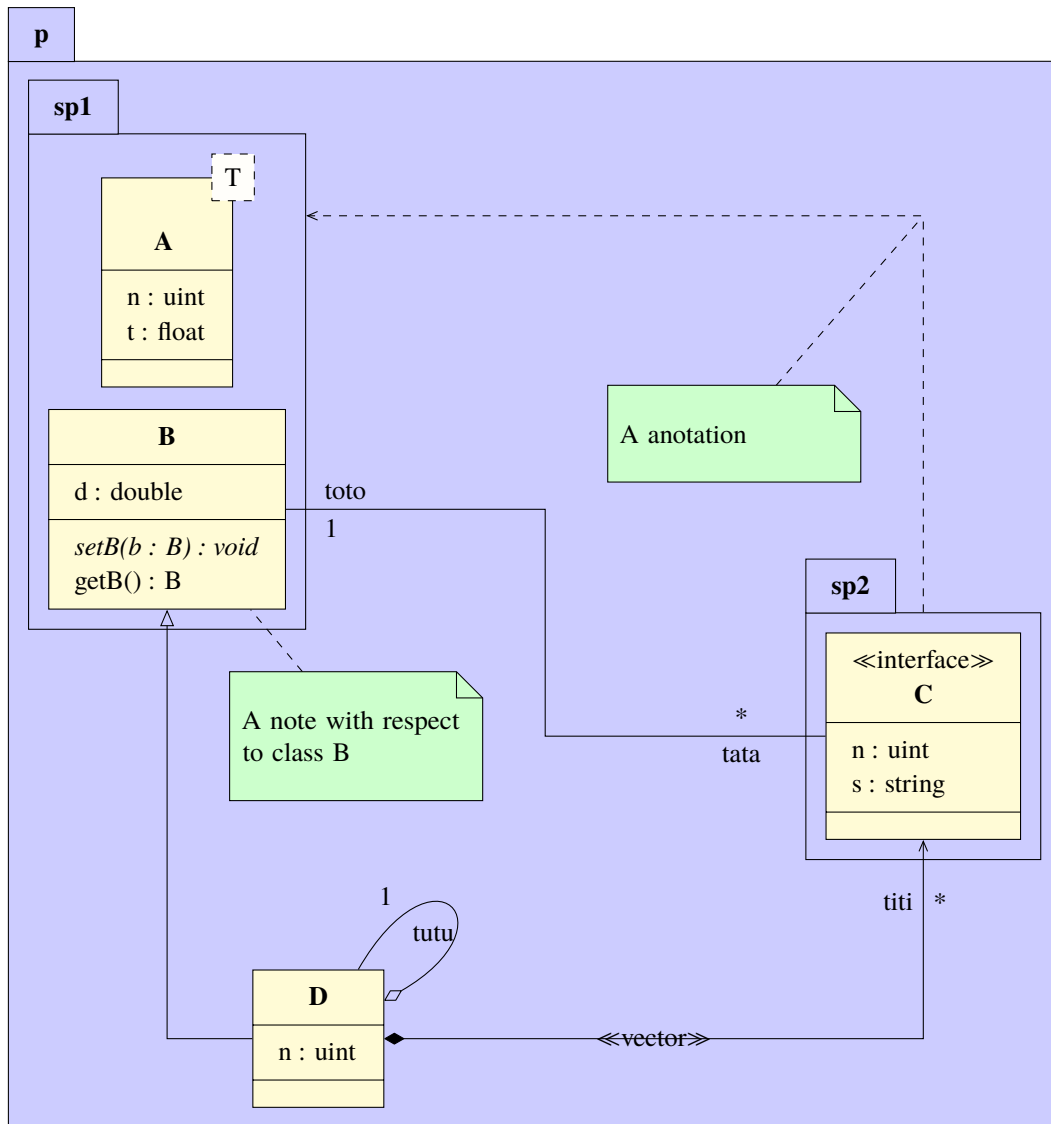 p
sp1
T
A
n : uint
t : float
B
d : double
setB(b : B) : void
getB() : B
toto
1
A anotation
sp2
≪interface≫
C
n : uint
s : string
*
tata
A note with respect
to class B
titi
*
1
tutu
D
n : uint
≪vector≫